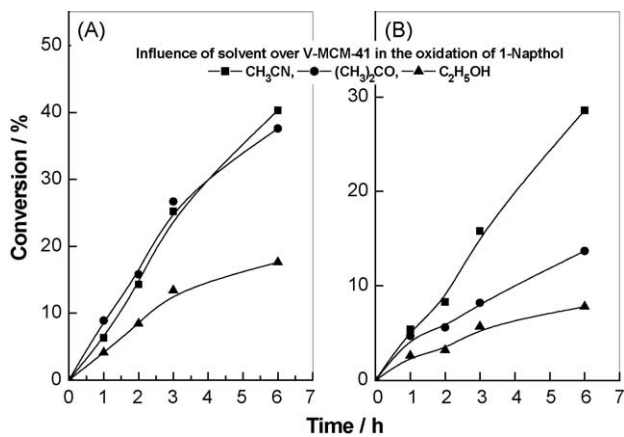 (A)
(B)
Influence of solvent over V-MCM-41 in the oxidation of 1-Napthol
CH₃CN, (CH₃)₂CO, C₂H₅OH
Conversion / %
50
40
30
20
10
0
30
20
10
0
0 1 2 3 4 5 6 7
0 1 2 3 4 5 6 7
Time / h